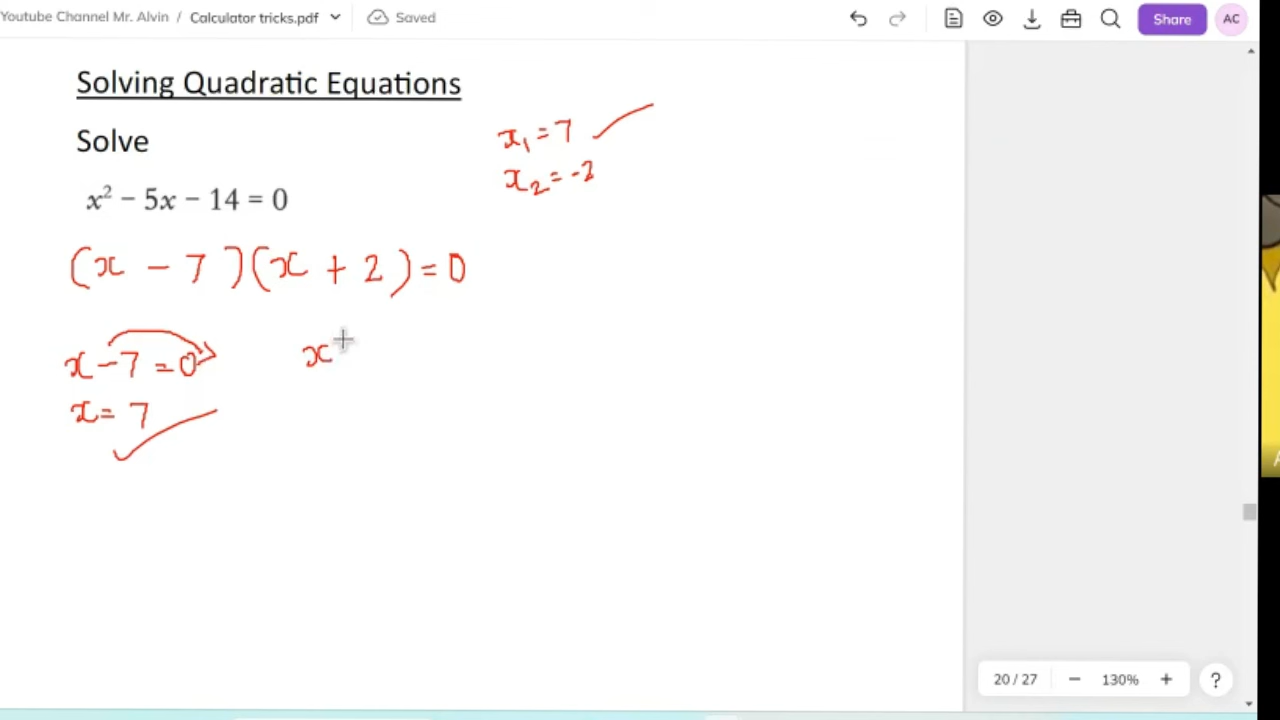 Youtube Channel Mr. Alvin / Calculator tricks.pdf Saved Share AC
Solving Quadratic Equations
Solve
x₁ = 7
x₂ = -2
x² − 5x − 14 = 0
(x − 7)(x + 2) = 0
x − 7 = 0
x
x = 7
20 / 27 − 130% + ?